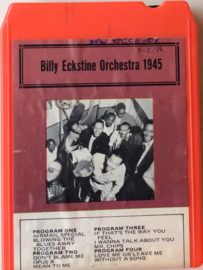 Billy Eckstine Orchestra 1945
PROGRAM ONE
AIRMAIL SPECIAL
BLOWING THE
BLUES AWAY
TOGETHER
PROGRAM TWO
DON'T BLAME ME
OPUS X
MEAN TO ME
PROGRAM THREE
IF THAT'S THE WAY YOU
FEEL
I WANNA TALK ABOUT YOU
MR. CHIPS
PROGRAM FOUR
LOVE ME OR LEAVE ME
WITHOUT A SONG